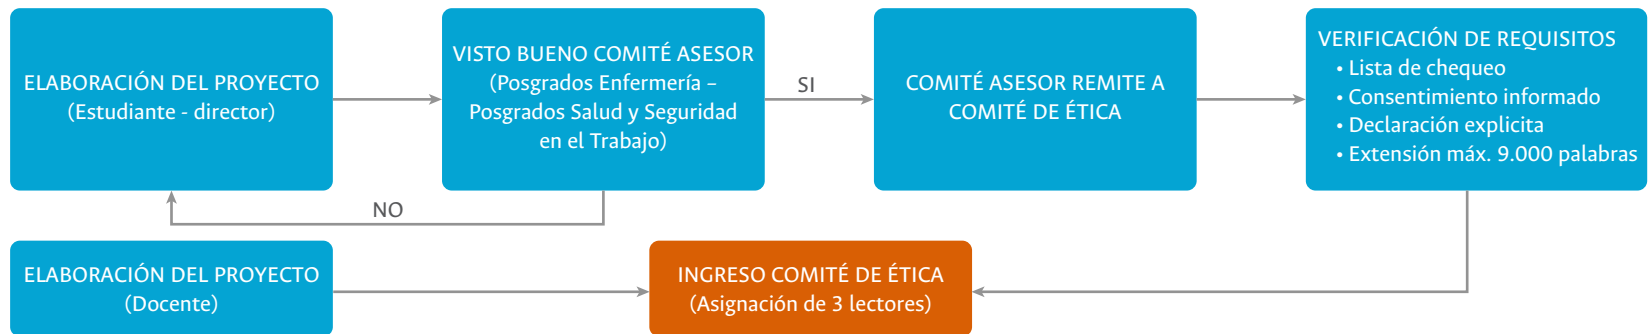 ELABORACIÓN DEL PROYECTO
(Estudiante - director)
VISTO BUENO COMITÉ ASESOR
(Posgrados Enfermería –
Posgrados Salud y Seguridad
en el Trabajo)
SI
COMITÉ ASESOR REMITE A
COMITÉ DE ÉTICA
VERIFICACIÓN DE REQUISITOS
• Lista de chequeo
• Consentimiento informado
• Declaración explicita
• Extensión máx. 9.000 palabras
NO
ELABORACIÓN DEL PROYECTO
(Docente)
INGRESO COMITÉ DE ÉTICA
(Asignación de 3 lectores)